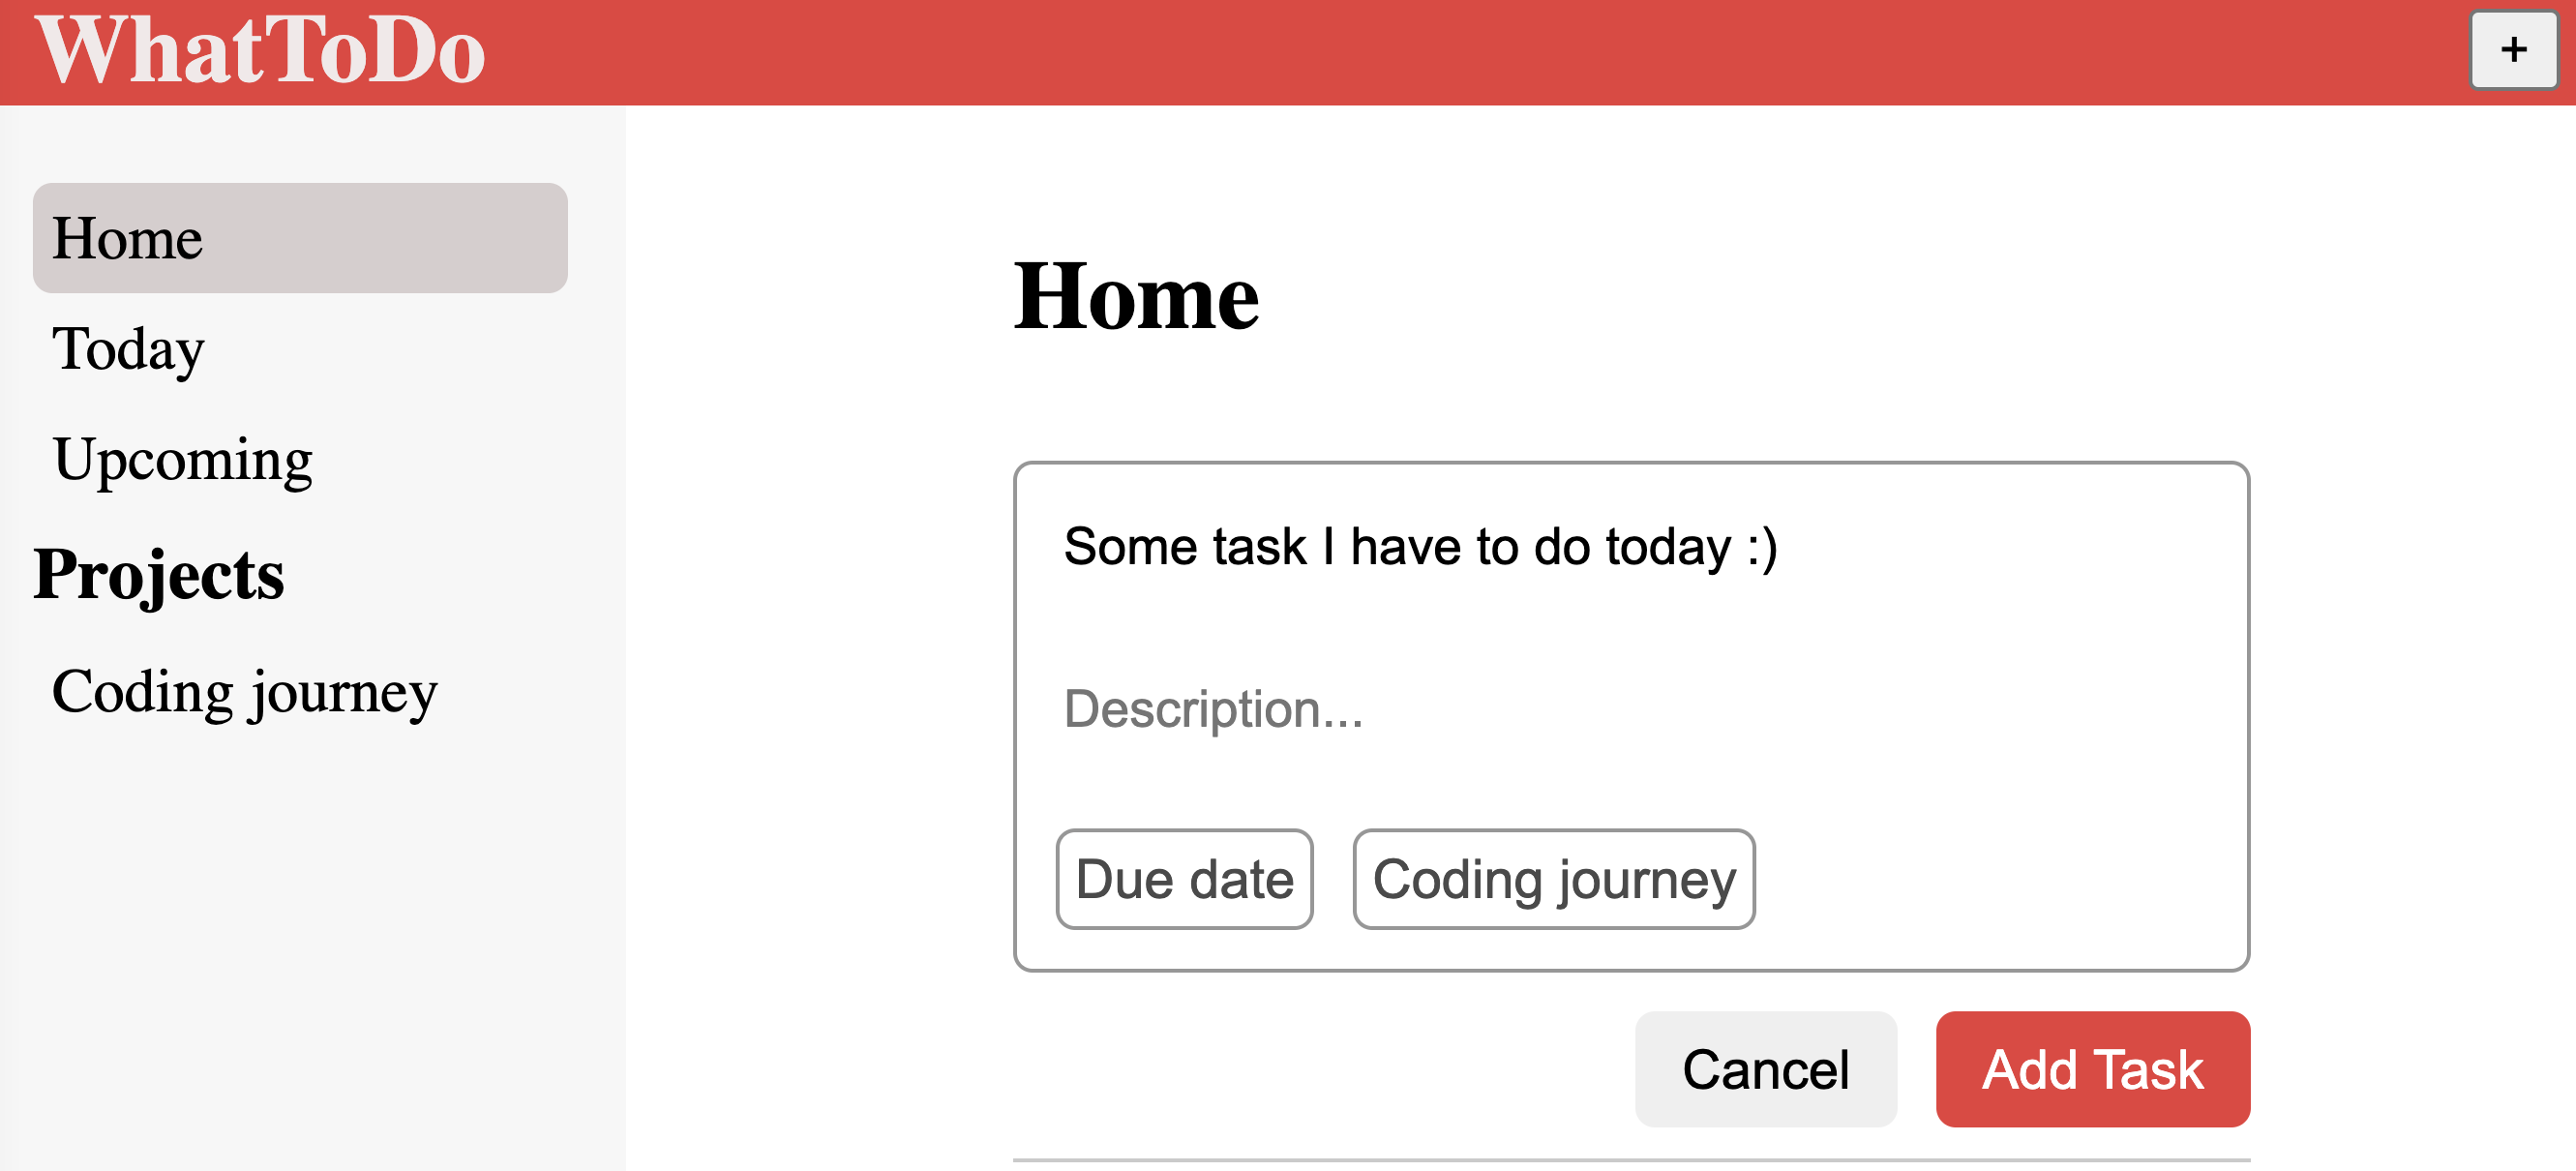 WhatToDo
+
Home
Today
Upcoming
Projects
Coding journey
Home
Some task I have to do today :)
Description...
Due date
Coding journey
Cancel
Add Task